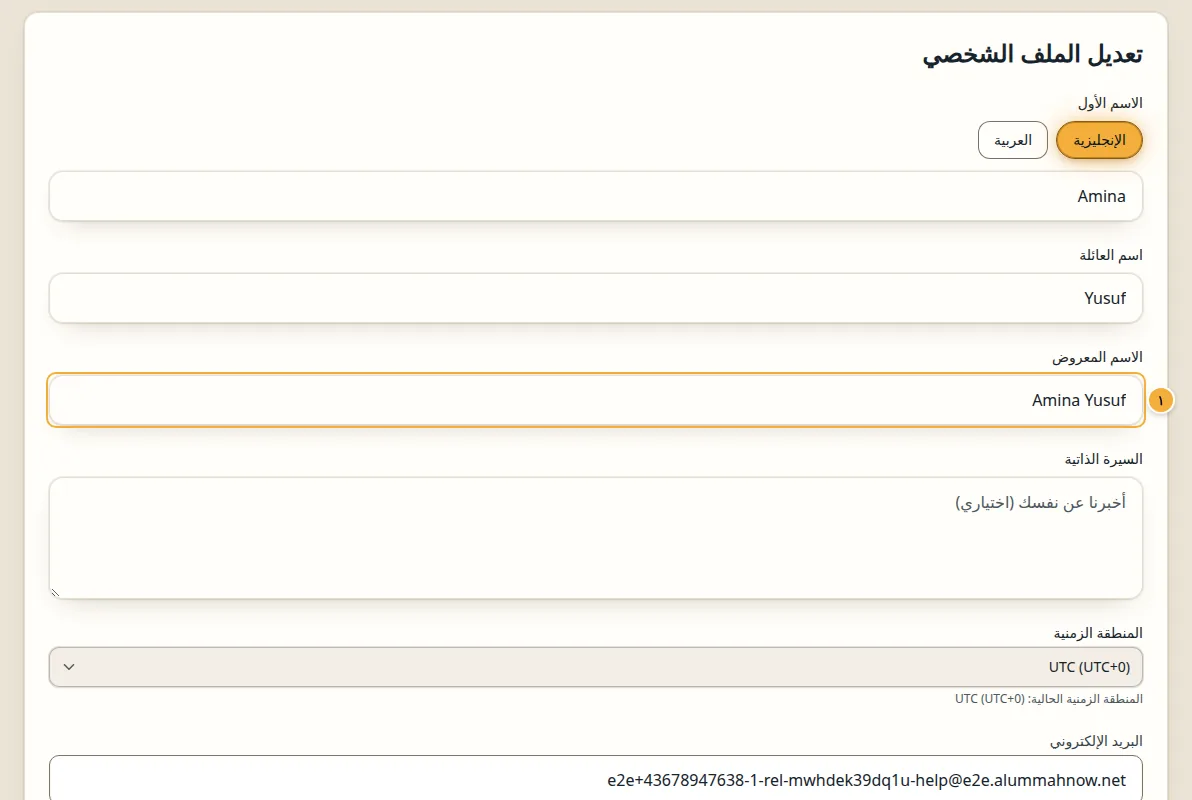 تعديل الملف الشخصي
الاسم الأول
الإنجليزية العربية
Amina
اسم العائلة
Yusuf
الاسم المعروض
١
Amina Yusuf
السيرة الذاتية
أخبرنا عن نفسك (اختياري)
المنطقة الزمنية
UTC (UTC+0)
المنطقة الزمنية الحالية: UTC (UTC+0)
البريد الإلكتروني
e2e+43678947638-1-rel-mwhdek39dq1u-help@e2e.alummahnow.net